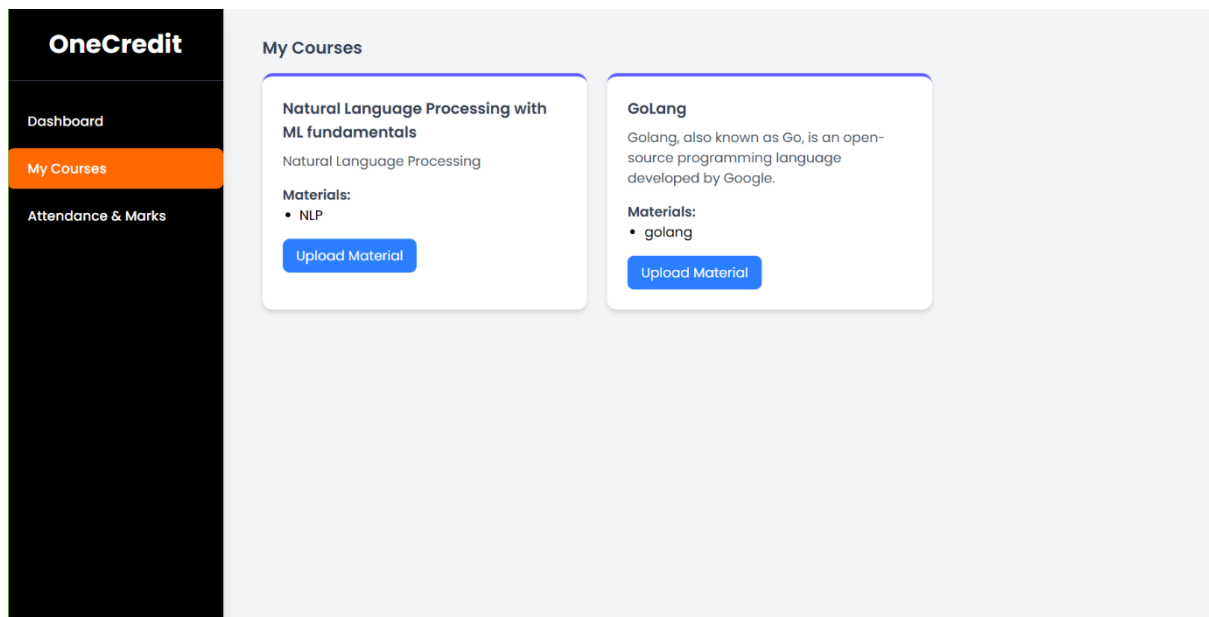 OneCredit
Dashboard
My Courses
Attendance & Marks
My Courses
Natural Language Processing with
ML fundamentals
Natural Language Processing
Materials:
• NLP
Upload Material
GoLang
Golang, also known as Go, is an open-
source programming language
developed by Google.
Materials:
• golang
Upload Material